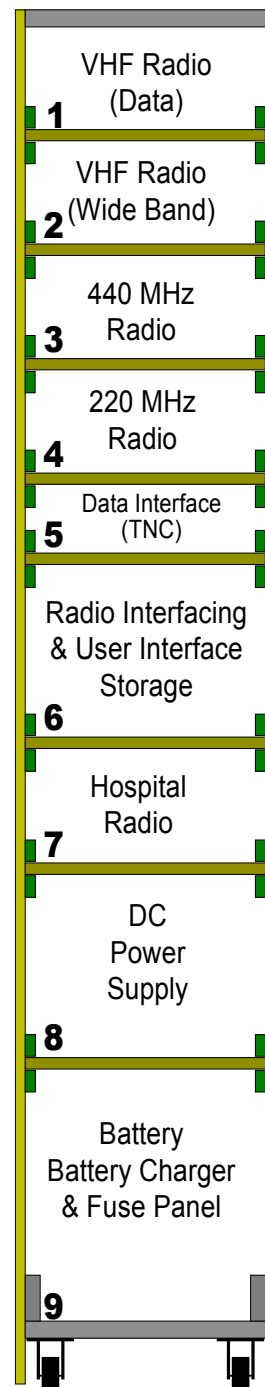 VHF Radio
(Data)
1
VHF Radio
(Wide Band)
2
440 MHz
Radio
3
220 MHz
Radio
4
Data Interface
(TNC)
5
Radio Interfacing
& User Interface
Storage
6
Hospital
Radio
7
DC
Power
Supply
8
Battery
Battery Charger
& Fuse Panel
9